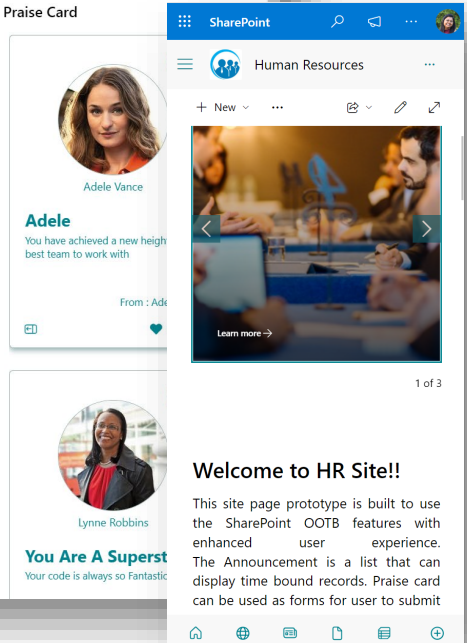 Praise Card
Adele Vance
Adele
You have achieved a new heigh
best team to work with
From : Ade
Lynne Robbins
You Are A Superst
Your code is always so Fantastic
SharePoint
Human Resources
New
Learn more
1 of 3
Welcome to HR Site!!
This site page prototype is built to use
the SharePoint OOTB features with
enhanced user experience.
The Announcement is a list that can
display time bound records. Praise card
can be used as forms for user to submit